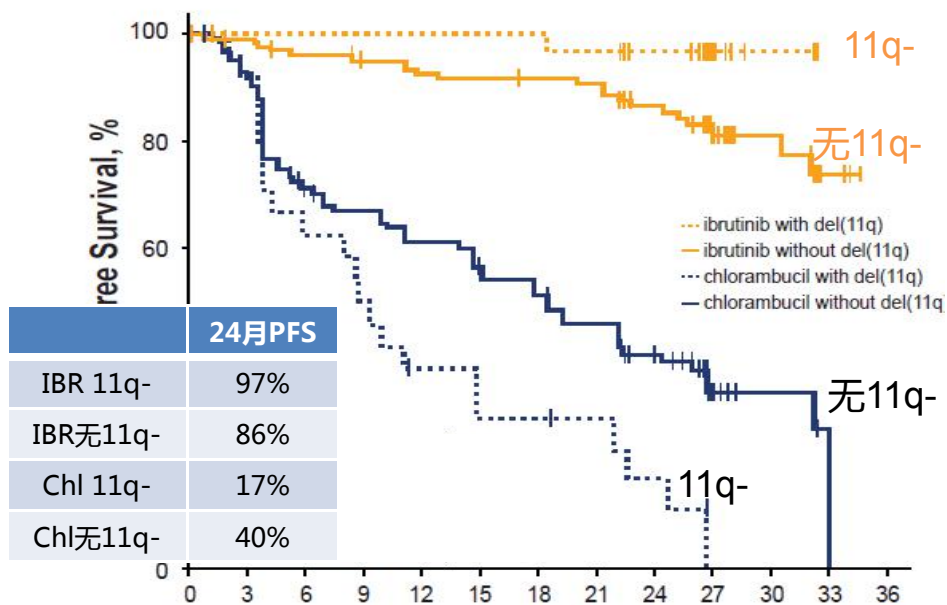 100
80
60
0
ree Survival, %
11q-
无11q-
ibrutinib with del(11q)
ibrutinib without del(11q)
chlorambucil with del(11q)
chlorambucil without del(11q
无11q-
11q-
24月PFS
IBR 11q- 97%
IBR无11q- 86%
Chl 11q- 17%
Chl无11q- 40%
0 3 6 9 12 15 18 21 24 27 30 33 36